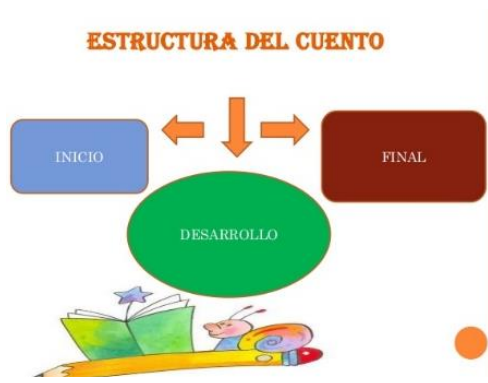 ESTRUCTURA DEL CUENTO
INICIO
FINAL
DESARROLLO